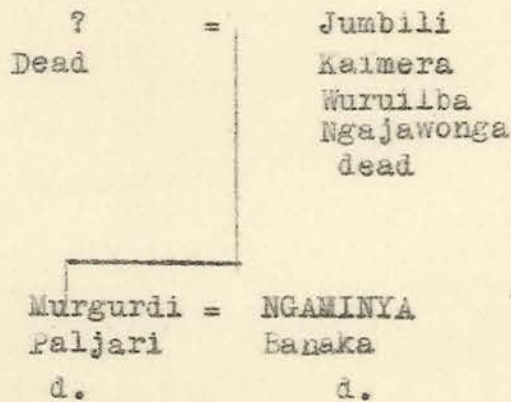 ? = Jumbili
Dead Kaimera
Wuruilba
Ngajawonga
dead
Murgurdi = NGAMINYA
Paljari Banaka
d. d.